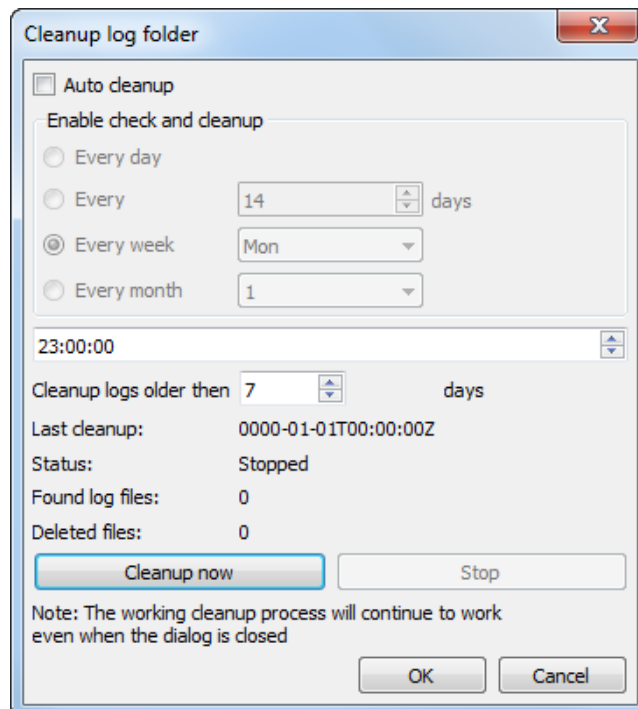 Cleanup log folder
Auto cleanup
Enable check and cleanup
Every day
Every 14 days
Every week Mon
Every month 1
23:00:00
Cleanup logs older then 7 days
Last cleanup: 0000-01-01T00:00:00Z
Status: Stopped
Found log files: 0
Deleted files: 0
Cleanup now Stop
Note: The working cleanup process will continue to work
even when the dialog is closed
OK Cancel